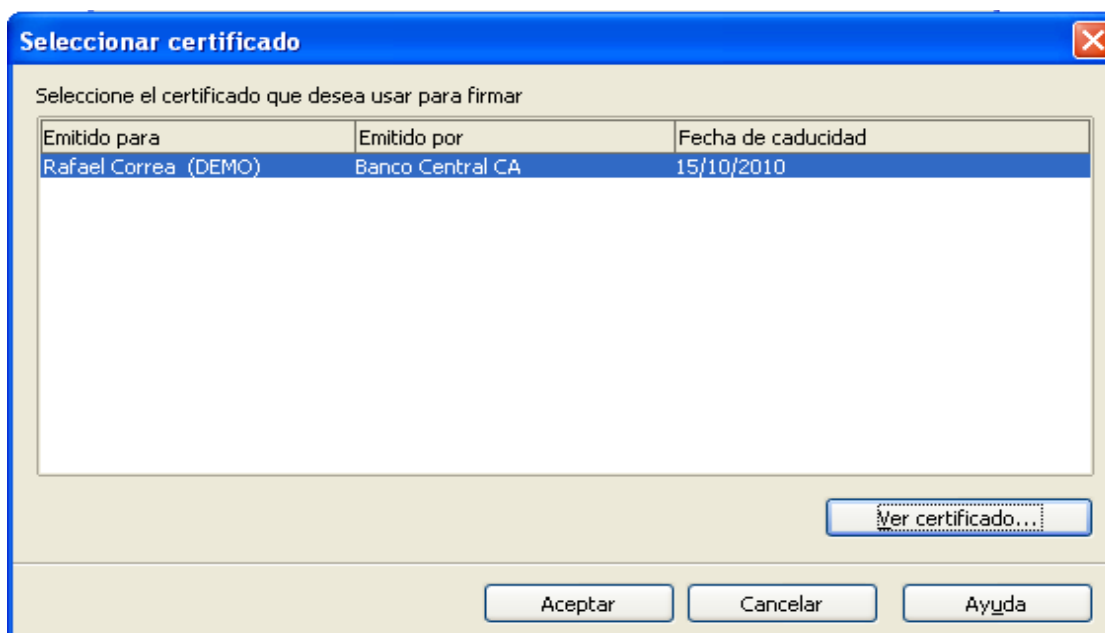 Seleccionar certificado
Seleccione el certificado que desea usar para firmar
Emitido para Emitido por Fecha de caducidad
Rafael Correa (DEMO) Banco Central CA 15/10/2010
Ver certificado...
Aceptar Cancelar Ayuda